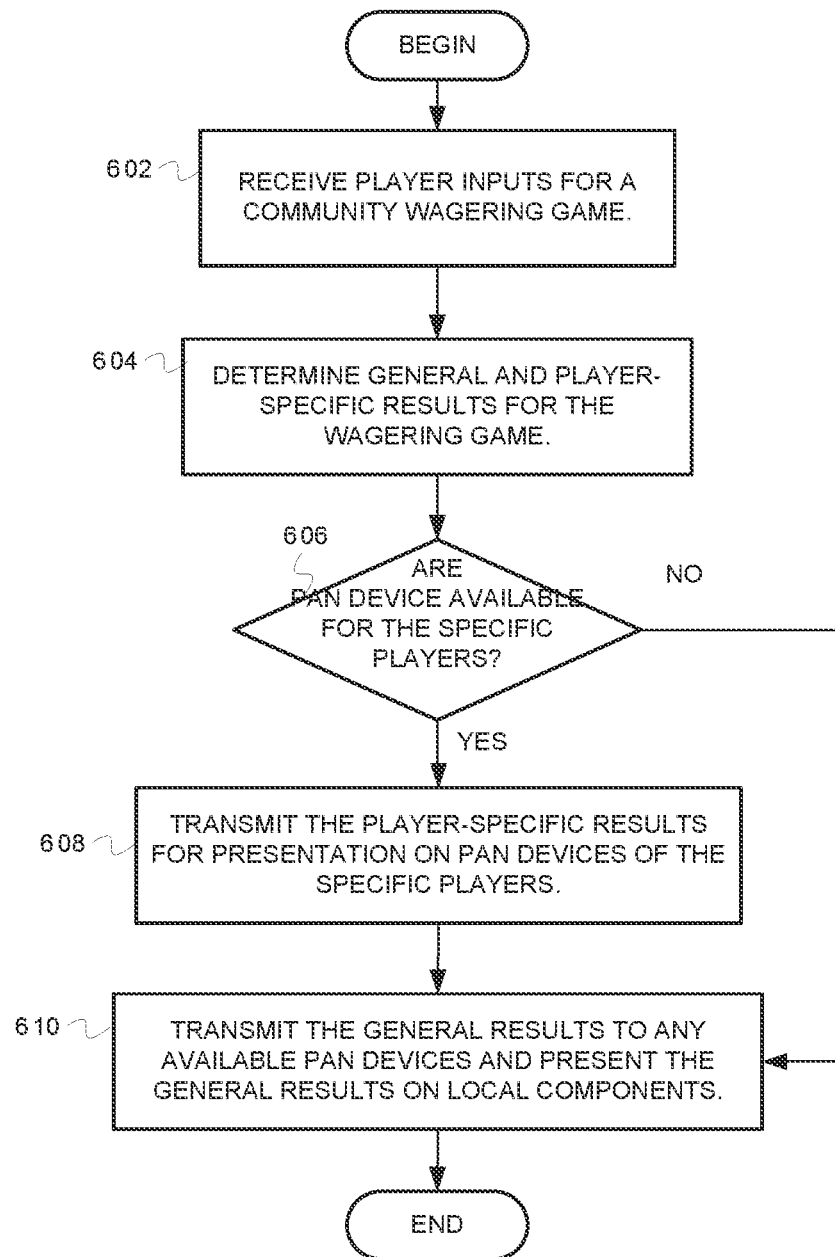 BEGIN
602
RECEIVE PLAYER INPUTS FOR A
COMMUNITY WAGERING GAME.
604
DETERMINE GENERAL AND PLAYER-
SPECIFIC RESULTS FOR THE
WAGERING GAME.
606
ARE
PAN DEVICE AVAILABLE
FOR THE SPECIFIC
PLAYERS?
NO
YES
608
TRANSMIT THE PLAYER-SPECIFIC RESULTS
FOR PRESENTATION ON PAN DEVICES OF THE
SPECIFIC PLAYERS.
610
TRANSMIT THE GENERAL RESULTS TO ANY
AVAILABLE PAN DEVICES AND PRESENT THE
GENERAL RESULTS ON LOCAL COMPONENTS.
END